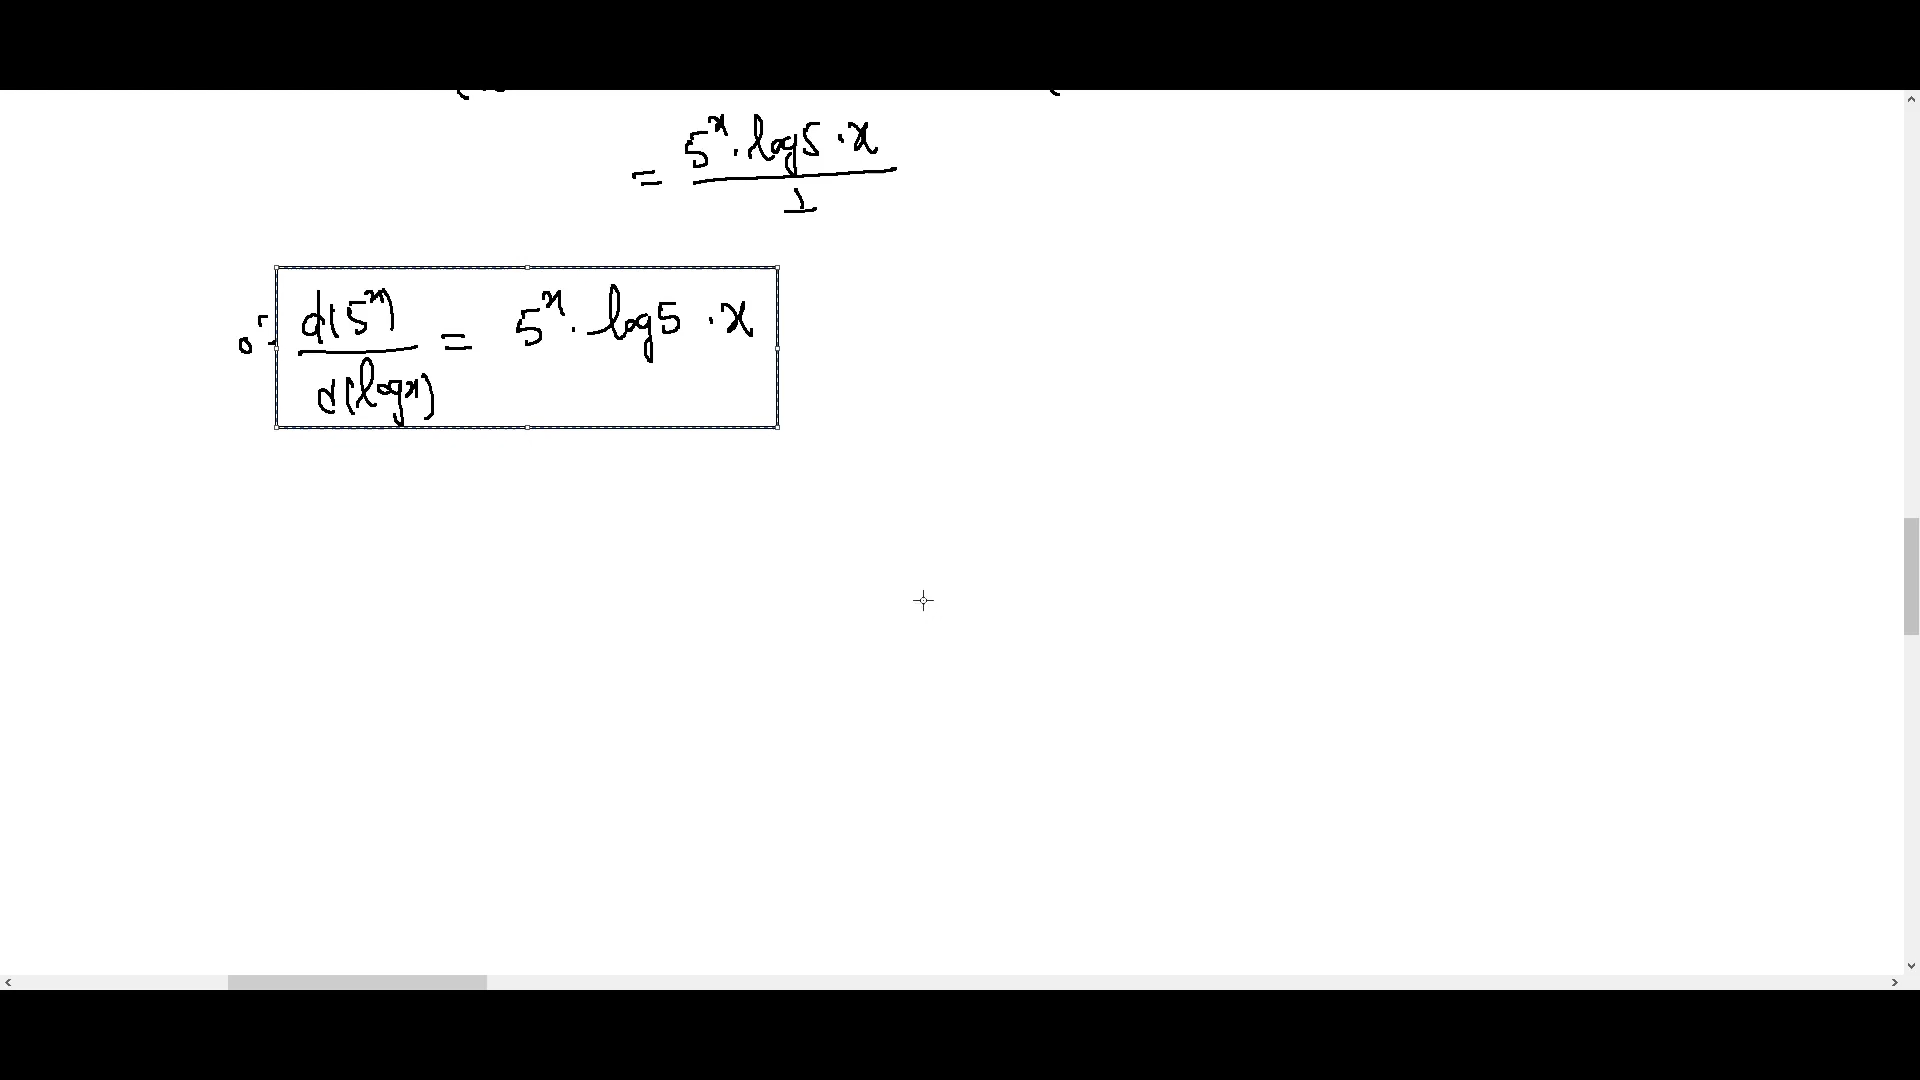 = 5^x . log5 . x / 1
d(5^x) / d(logx) = 5^x . log5 . x